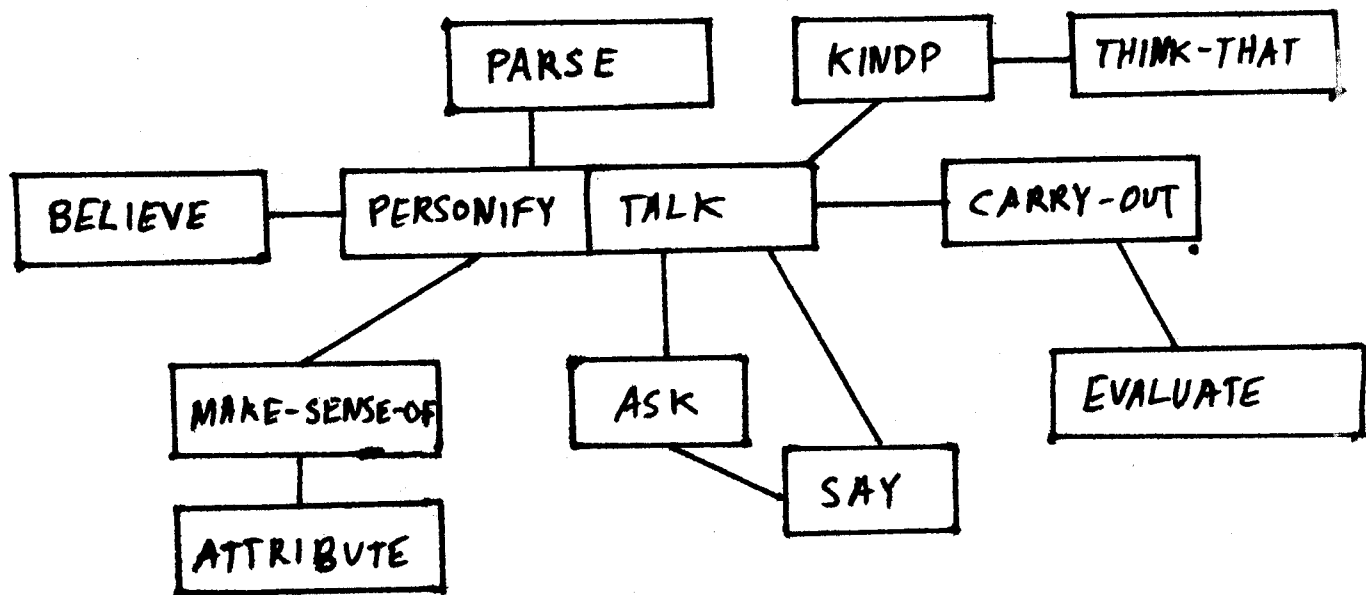 PARSE
KINDP
THINK-THAT
BELIEVE
PERSONIFY
TALK
CARRY-OUT
MAKE-SENSE-OF
ASK
EVALUATE
SAY
ATTRIBUTE